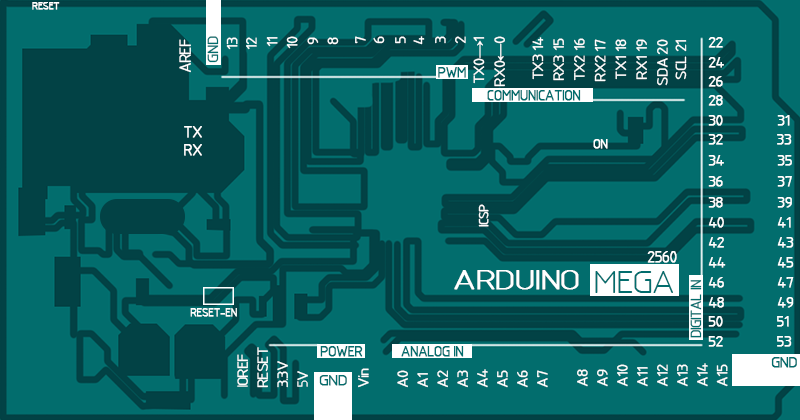 RESET
AREF
GND
13
12
11
10
9
8
7
6
5
4
3
2
TX0→1
RX0←0
TX3 14
RX3 15
TX2 16
RX2 17
TX1 18
RX1 19
SDA 20
SCL 21
PWM
COMMUNICATION
22
24
26
28
30 31
32 33
34 35
36 37
38 39
40 41
42 43
44 45
46 47
48 49
50 51
52 53
GND
TX
RX
ON
ICSP
2560
ARDUINO MEGA
DIGITAL IN
RESET-EN
POWER
ANALOG IN
IOREF
RESET
3.3V
5V
GND
Vin
A0
A1
A2
A3
A4
A5
A6
A7
A8
A9
A10
A11
A12
A13
A14
A15